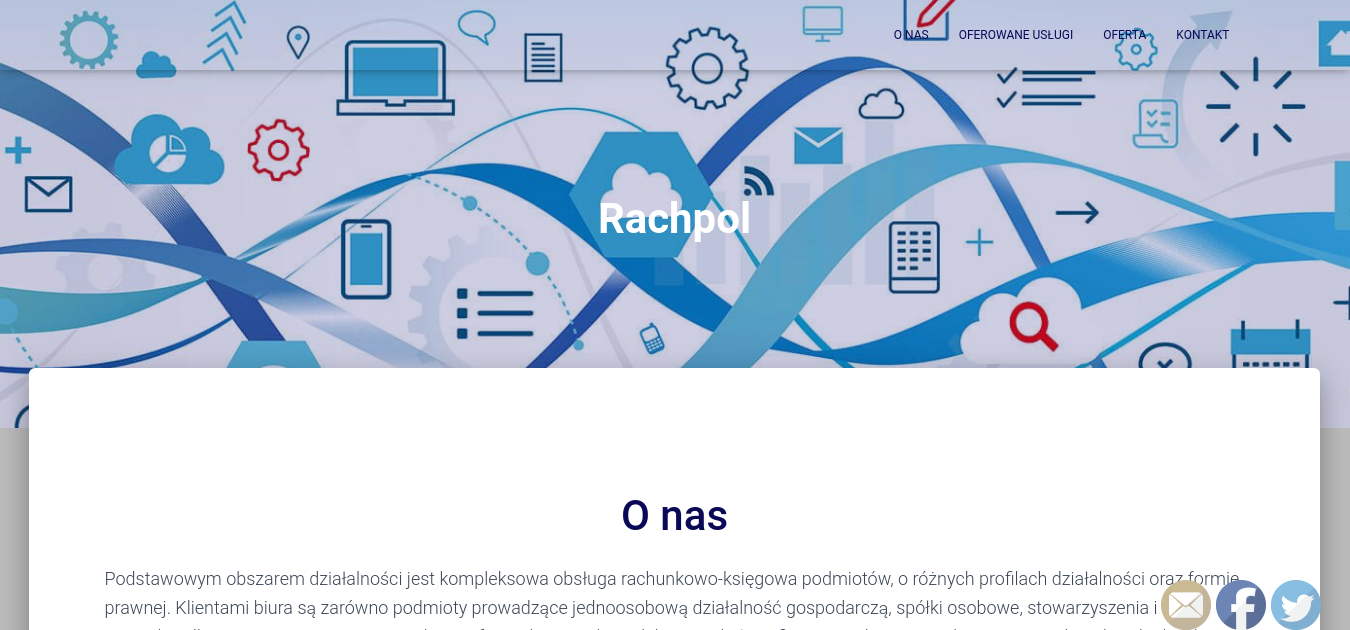 O NAS OFEROWANE USŁUGI OFERTA KONTAKT
Rachpol
O nas
Podstawowym obszarem działalności jest kompleksowa obsługa rachunkowo-księgowa podmiotów, o różnych profilach działalności oraz formie
prawnej. Klientami biura są zarówno podmioty prowadzące jednoosobową działalność gospodarczą, spółki osobowe, stowarzyszenia i